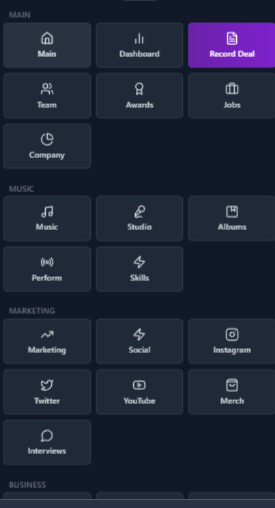 MAIN
Main
Dashboard
Record Deal
Team
Awards
Jobs
Company
MUSIC
Music
Studio
Albums
Perform
Skills
MARKETING
Marketing
Social
Instagram
Twitter
YouTube
Merch
Interviews
BUSINESS